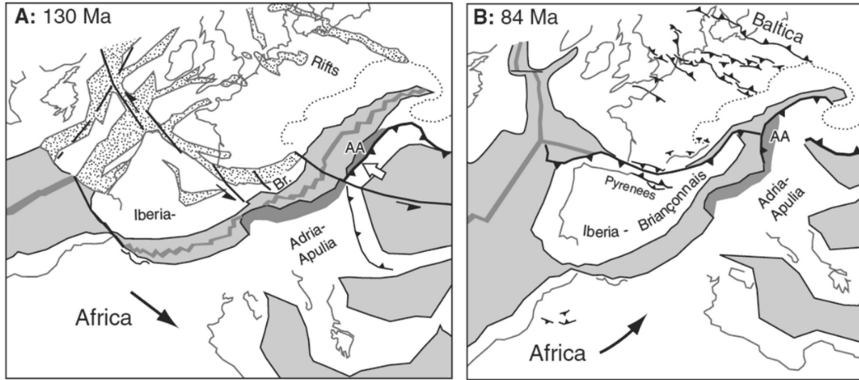 A: 130 Ma
Rifts
AA
Br.
Iberia-
Adria-
Apulia
Africa
B: 84 Ma
Baltica
AA
Pyrenees
Iberia - Briançonnais
Adria-
Apulia
Africa